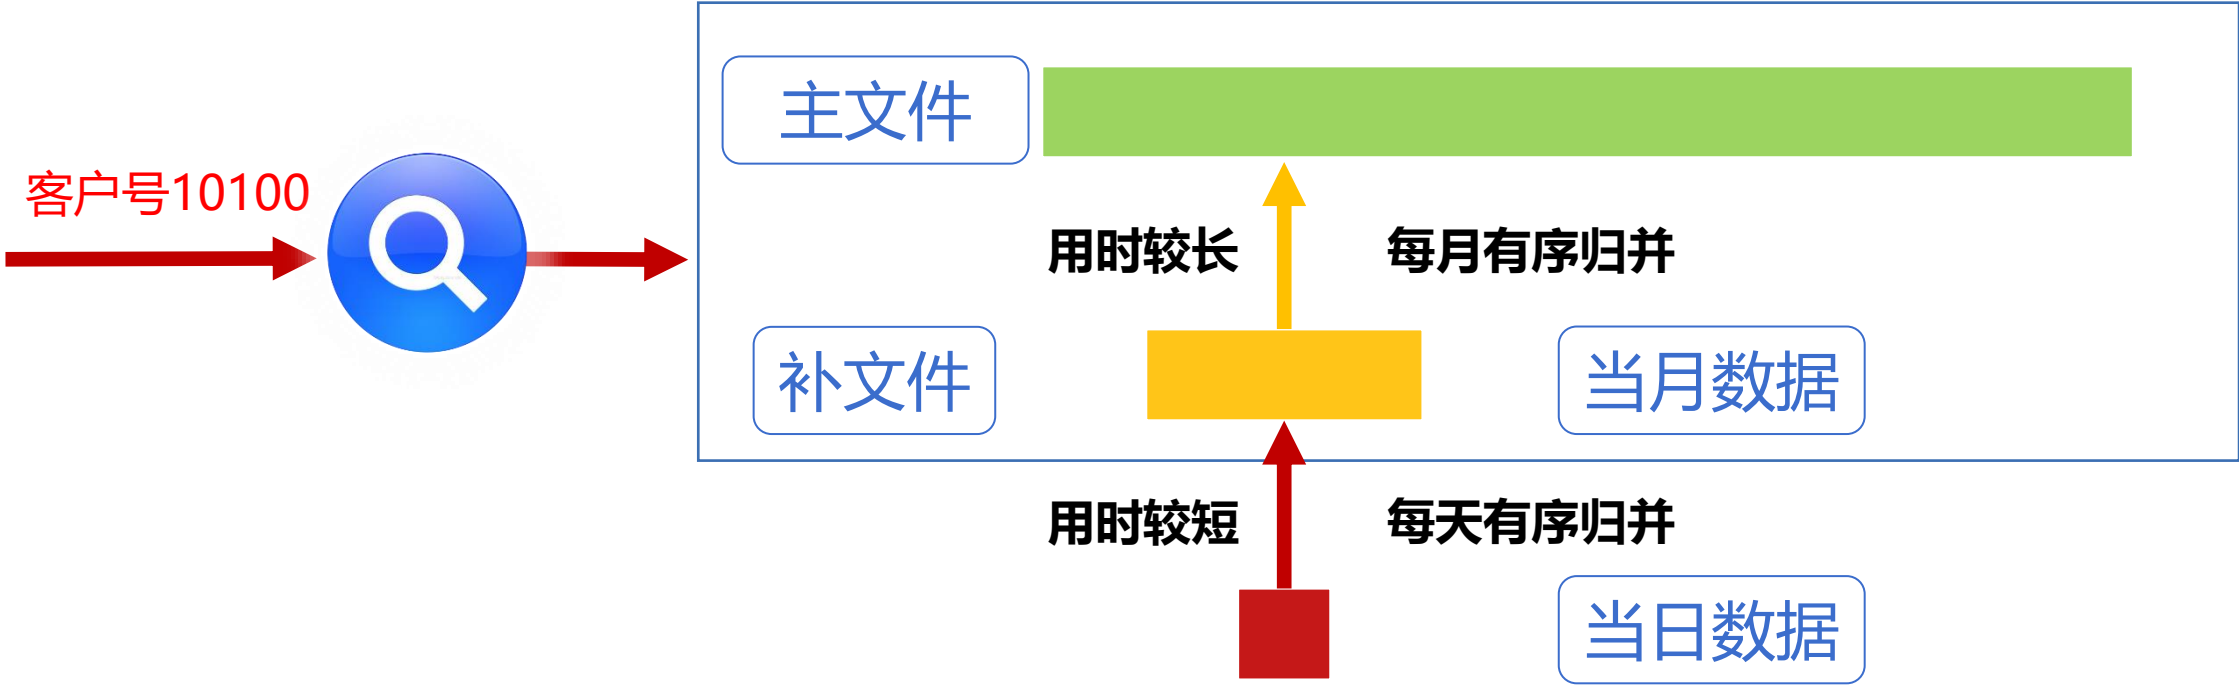 主文件
客户号10100
用时较长
每月有序归并
补文件
当月数据
用时较短
每天有序归并
当日数据